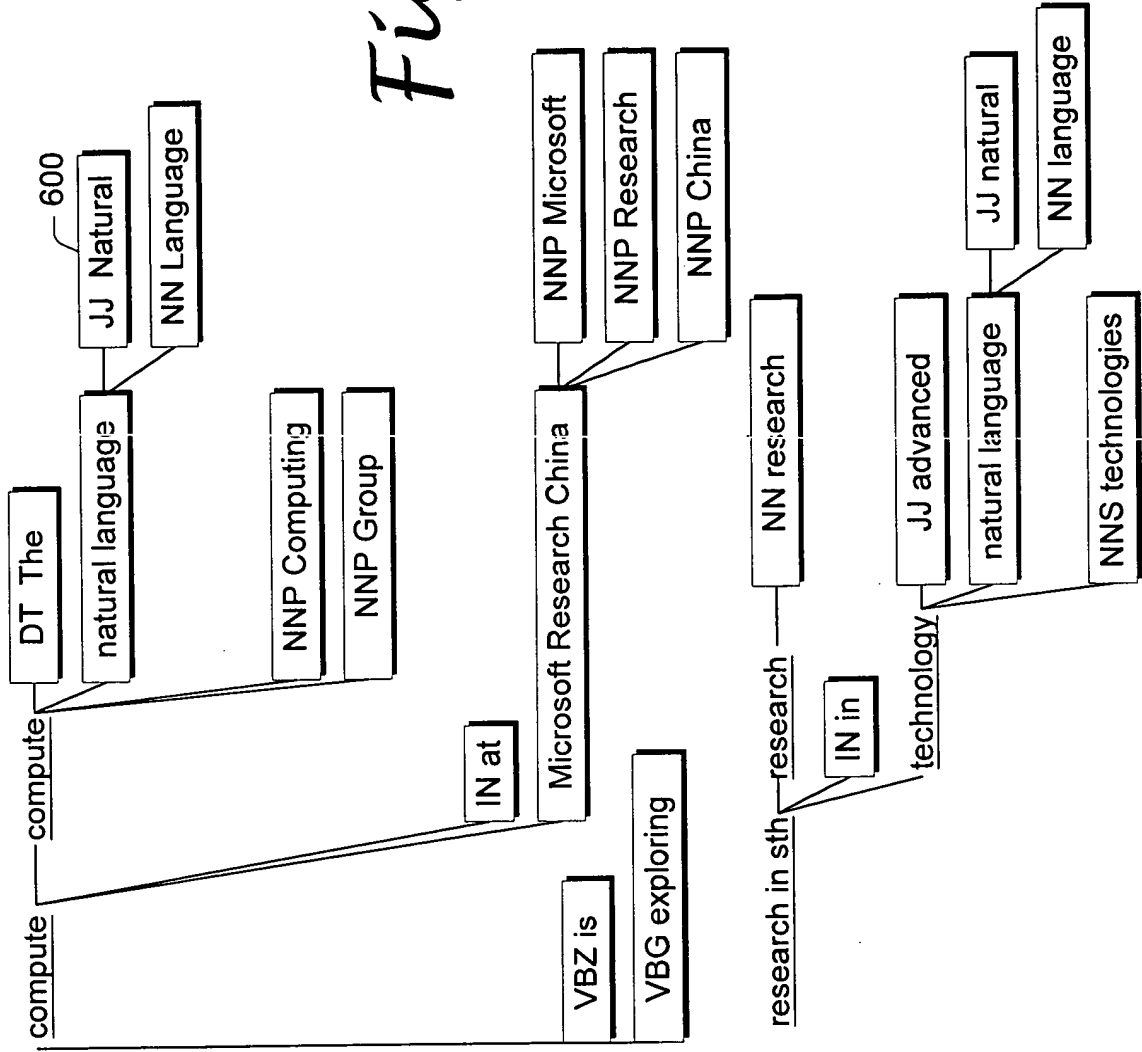 600
DT The
JJ Natural
compute
compute
natural language
NN Language
NNP Computing
NNP Group
IN at
Microsoft Research China
NNP Microsoft
NNP Research
NNP China
VBZ is
VBG exploring
research in sth
research
NN research
IN in
technology
JJ advanced
natural language
JJ natural
NN language
NNS technologies